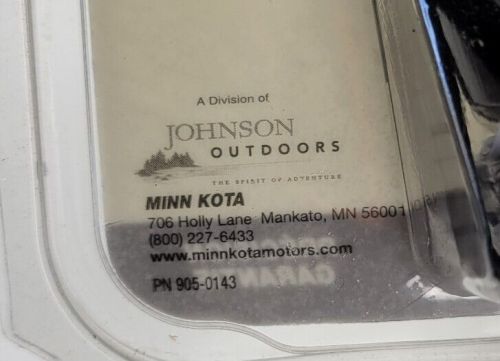 A Division of
JOHNSON
OUTDOORS
THE SPIRIT OF ADVENTURE
MINN KOTA
706 Holly Lane Mankato, MN 56001
(800) 227-6433
www.minnkotamotors.com
PN 905-0143